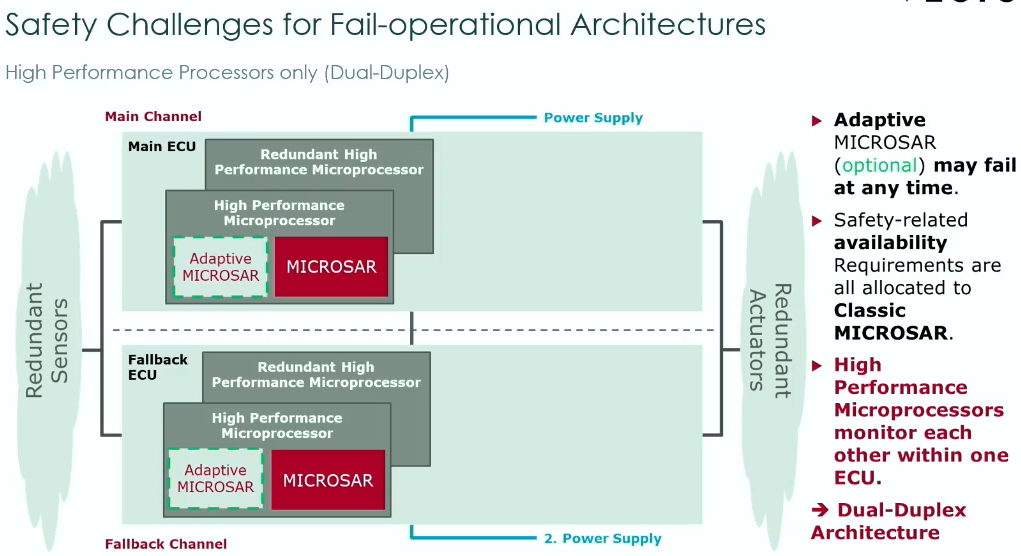 Safety Challenges for Fail-operational Architectures
High Performance Processors only (Dual-Duplex)
Main Channel
Power Supply
Main ECU
Redundant High
Performance Microprocessor
High Performance
Microprocessor
Adaptive
MICROSAR
MICROSAR
Redundant
Sensors
Redundant
Actuators
Fallback
ECU
Redundant High
Performance Microprocessor
High Performance
Microprocessor
Adaptive
MICROSAR
MICROSAR
Fallback Channel
2. Power Supply
▶ Adaptive
MICROSAR
(optional) may fail
at any time.
▶ Safety-related
availability
Requirements are
all allocated to
Classic
MICROSAR.
▶ High
Performance
Microprocessors
monitor each
other within one
ECU.
➔ Dual-Duplex
Architecture